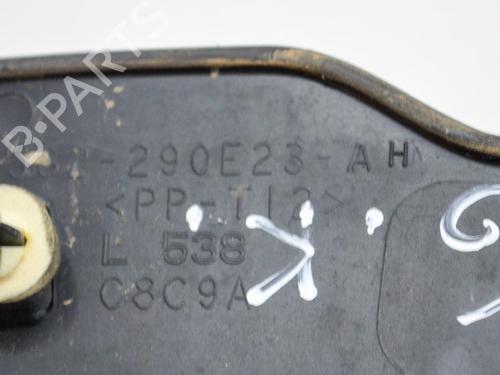 B-PARTS
-290E23-AH
<PP-T12>
L 538
C8C9A